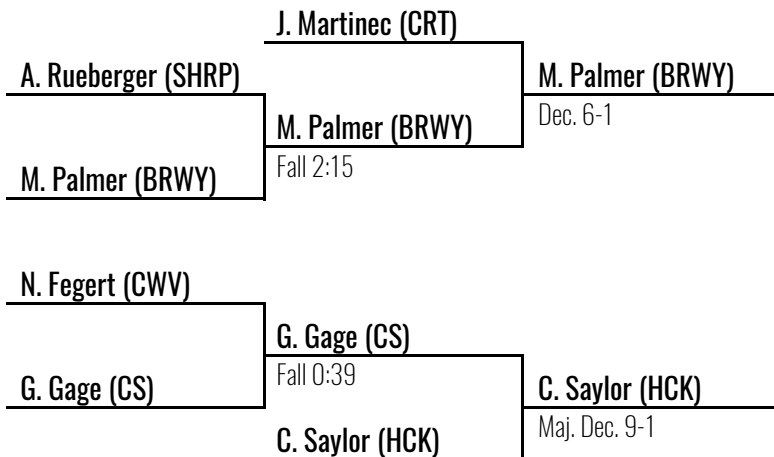 J. Martinec (CRT)
A. Rueberger (SHRP)
M. Palmer (BRWY)
M. Palmer (BRWY)
Dec. 6-1
Fall 2:15
M. Palmer (BRWY)
N. Fegert (CWV)
G. Gage (CS)
Fall 0:39
G. Gage (CS)
C. Saylor (HCK)
Maj. Dec. 9-1
C. Saylor (HCK)